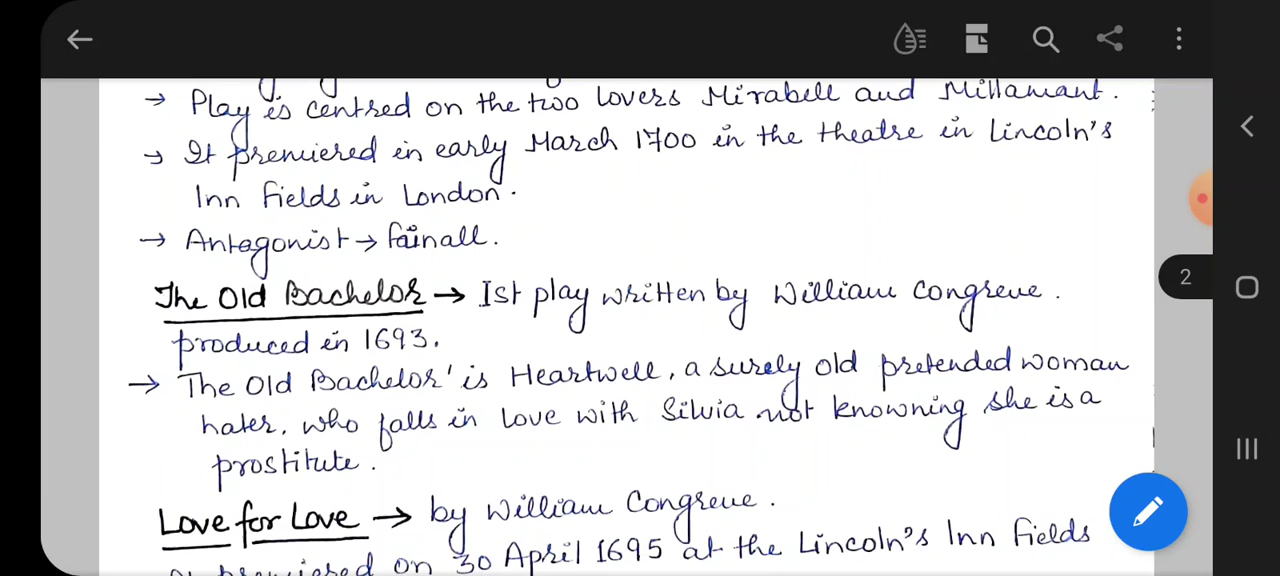 → Play is centred on the two lovers Mirabell and Millamant.
→ It premiered in early March 1700 in the theatre in Lincoln's
Inn Fields in London.
→ Antagonist → fainall.
The Old Bachelor → Ist play written by William Congreve.
produced in 1693.
2
→ The Old Bachelor' is Heartwell, a surely old pretended woman
hater, who falls in love with Silvia not knowning she is a
prostitute.
Love for Love → by William Congreve.
premiered on 30 April 1695 at the Lincoln's Inn Fields